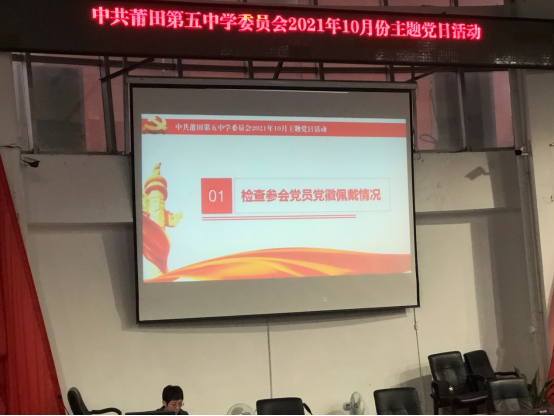 中共莆田第五中学委员会2021年10月份主题党日活动
中共莆田第五中学委员会2021年10月主题党日活动
01 检查参会党员党徽佩戴情况